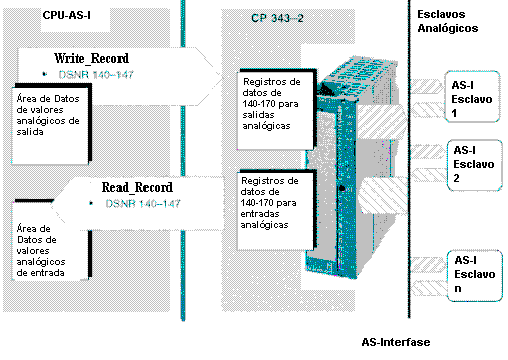 CPU-AS-I
CP 343-2
Esclavos
Analógicos
Write_Record
• DSNR 140-147
Área de Datos
de valores
analógicos de
salida
Registros de
datos de
140-170 para
salidas
analógicas
AS-I
Esclavo
1
AS-I
Esclavo
2
Read_Record
• DSNR 140-147
Registros de
de datos
140-170 para
entradas
analógicas
Área de
Datos de
valores
analógicos
de entrada
AS-I
Esclavo
n
AS-Interfase